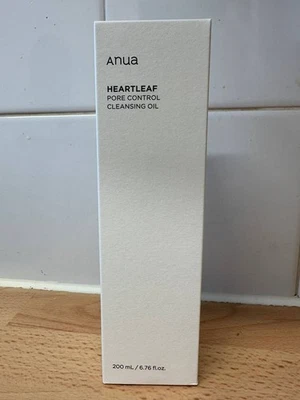 Anua
HEARTLEAF
PORE CONTROL
CLEANSING OIL
200 mL / 6.76 fl.oz.